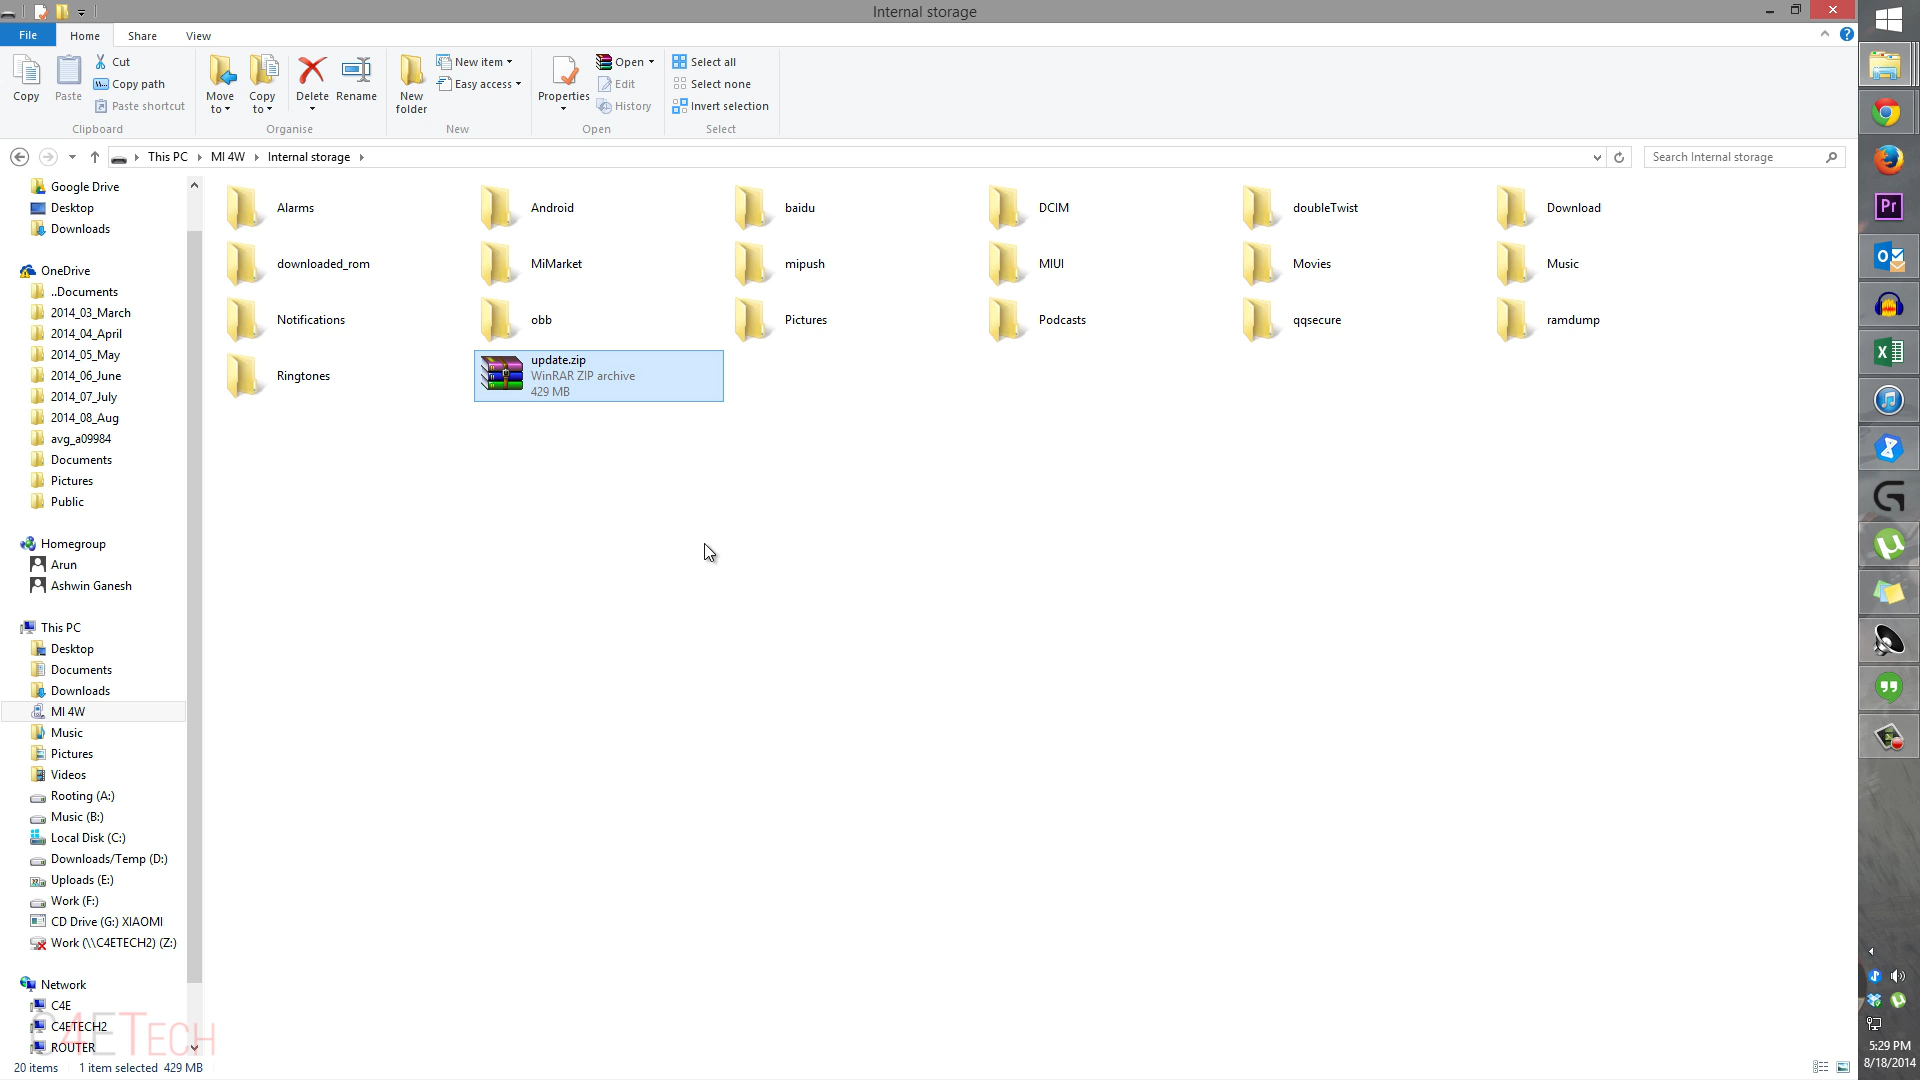 Internal storage
File Home Share View
Copy
Paste
Cut
Copy path
Paste shortcut
Clipboard
Move to
Copy to
Delete
Rename
Organise
New folder
New item
Easy access
New
Properties
Open
Edit
History
Open
Select all
Select none
Invert selection
Select
This PC MI 4W Internal storage
Search Internal storage
Google Drive
Desktop
Downloads
OneDrive
..Documents
2014_03_March
2014_04_April
2014_05_May
2014_06_June
2014_07_July
2014_08_Aug
avg_a09984
Documents
Pictures
Public
Homegroup
Arun
Ashwin Ganesh
This PC
Desktop
Documents
Downloads
MI 4W
Music
Pictures
Videos
Rooting (A:)
Music (B:)
Local Disk (C:)
Downloads/Temp (D:)
Uploads (E:)
Work (F:)
CD Drive (G:) XIAOMI
Work (\\C4ETECH2) (Z:)
Network
C4E
C4ETECH2
ROUTER
C4ETECH
Alarms Android baidu DCIM doubleTwist Download
downloaded_rom MiMarket mipush MIUI Movies Music
Notifications obb Pictures Podcasts qqsecure ramdump
Ringtones
update.zip
WinRAR ZIP archive
429 MB
20 items 1 item selected 429 MB
Pr
5:29 PM
8/18/2014